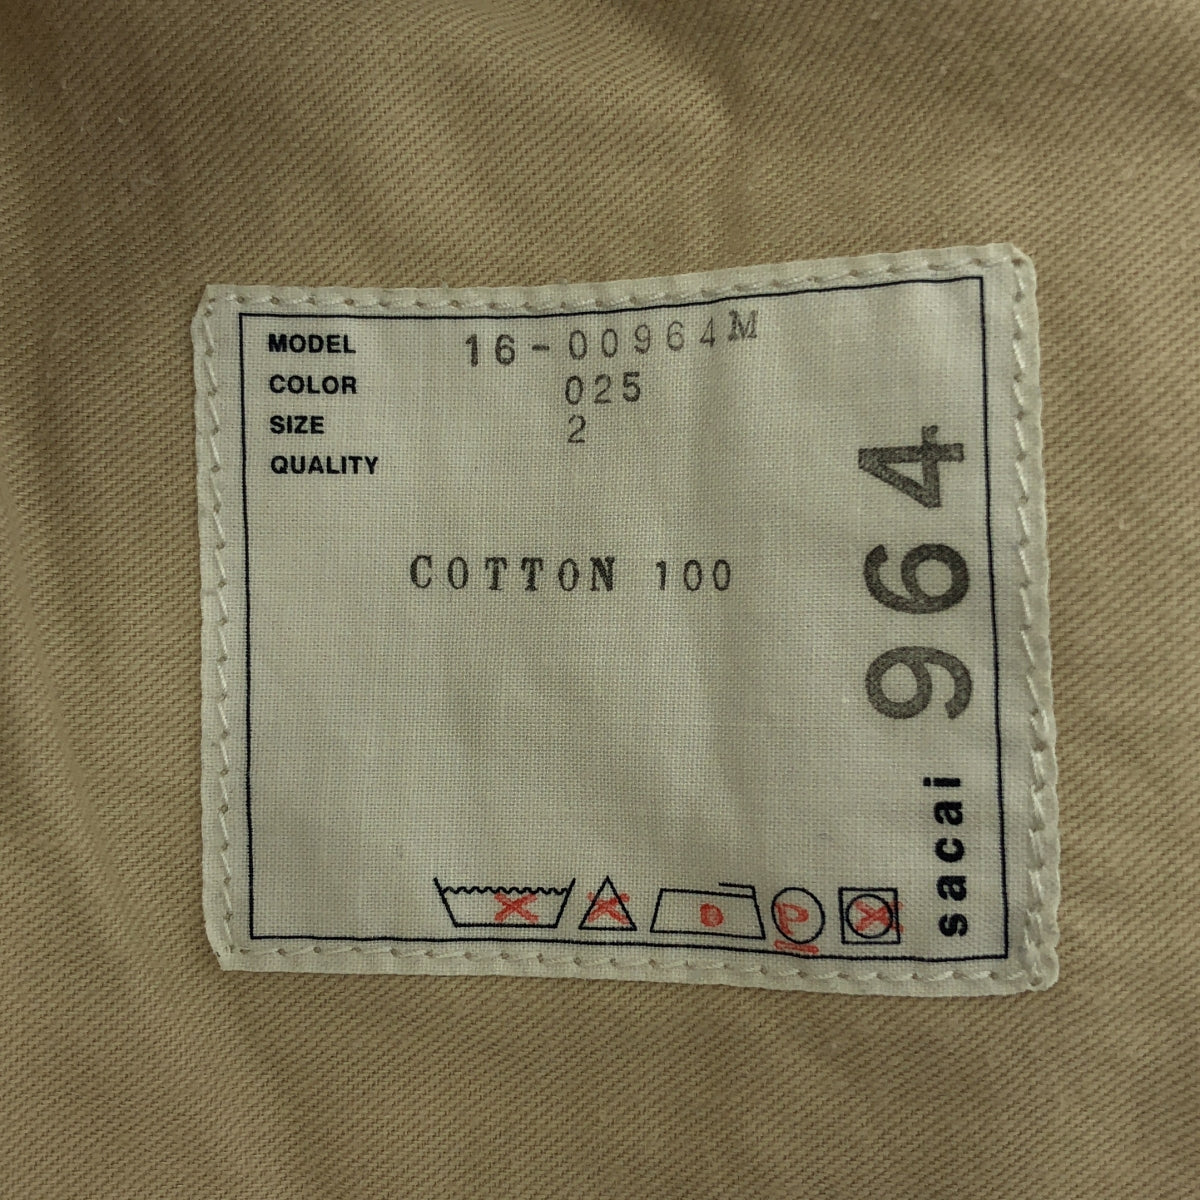 MODEL 16-00964M
COLOR 025
SIZE 2
QUALITY
COTTON 100
sacai 964
P